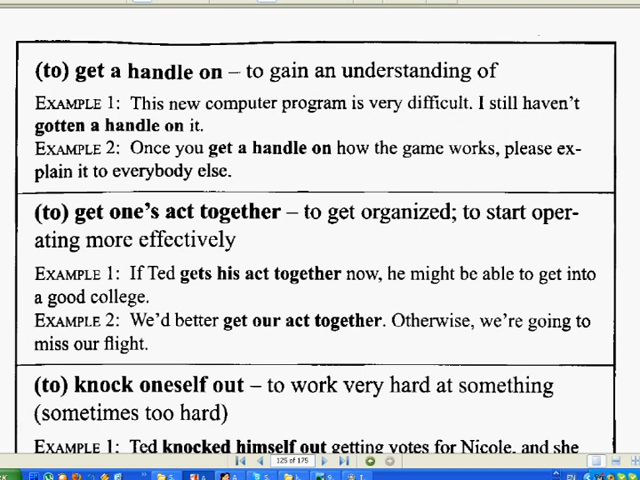 (to) get a handle on – to gain an understanding of
EXAMPLE 1: This new computer program is very difficult. I still haven't
gotten a handle on it.
EXAMPLE 2: Once you get a handle on how the game works, please ex-
plain it to everybody else.
(to) get one's act together – to get organized; to start oper-
ating more effectively
EXAMPLE 1: If Ted gets his act together now, he might be able to get into
a good college.
EXAMPLE 2: We'd better get our act together. Otherwise, we're going to
miss our flight.
(to) knock oneself out – to work very hard at something
(sometimes too hard)
EXAMPLE 1: Ted knocked himself out getting votes for Nicole, and she
125 of 175